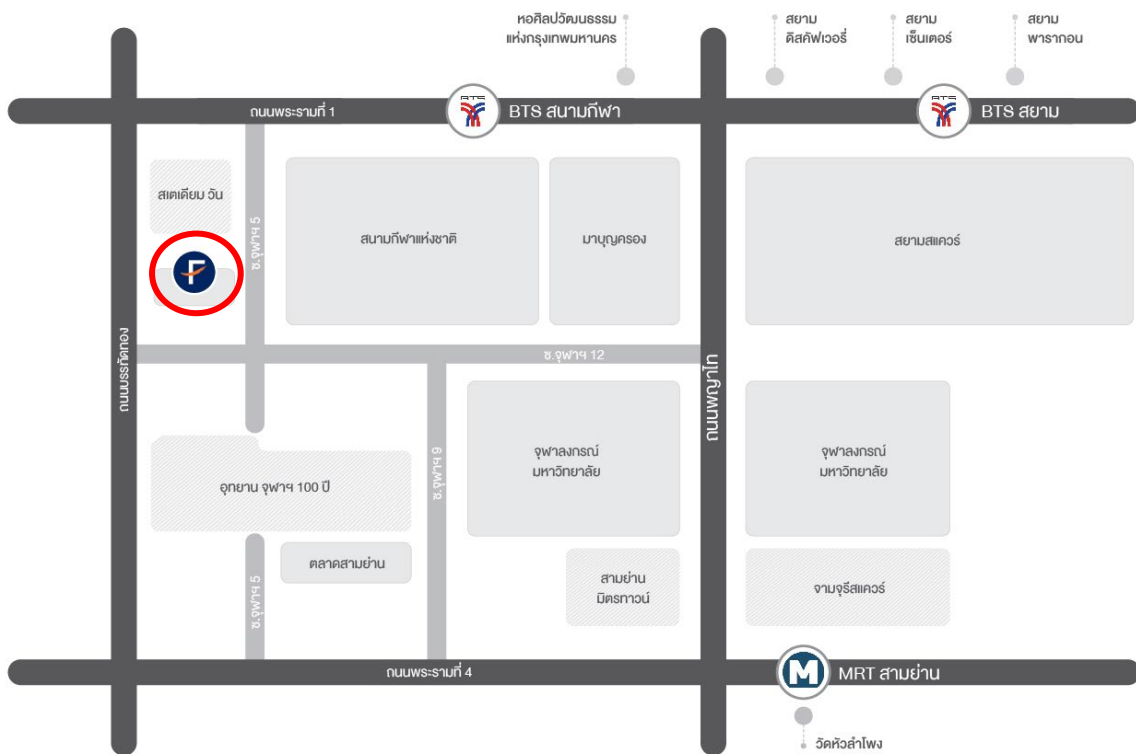 หอศิลปวัฒนธรรม
แห่งกรุงเทพมหานคร
สยาม
ดิสคัฟเวอรี่
สยาม
เซ็นเตอร์
สยาม
พารากอน
ถนนพระรามที่ 1
BTS
BTS สนามกีฬา
BTS
BTS สยาม
สเตเดียม วัน
ซ.จุฬาฯ 5
สนามกีฬาแห่งชาติ
มาบุญครอง
สยามสแควร์
F
ถนนบรรทัดทอง
ซ.จุฬาฯ 12
ถนนพญาไท
จุฬาลงกรณ์
มหาวิทยาลัย
จุฬาลงกรณ์
มหาวิทยาลัย
ซ.จุฬาฯ 9
อุทยาน จุฬาฯ 100 ปี
ตลาดสามย่าน
ซ.จุฬาฯ 5
สามย่าน
มิตรทาวน์
จามจุรีสแควร์
ถนนพระรามที่ 4
M
MRT สามย่าน
วัดหัวลำโพง